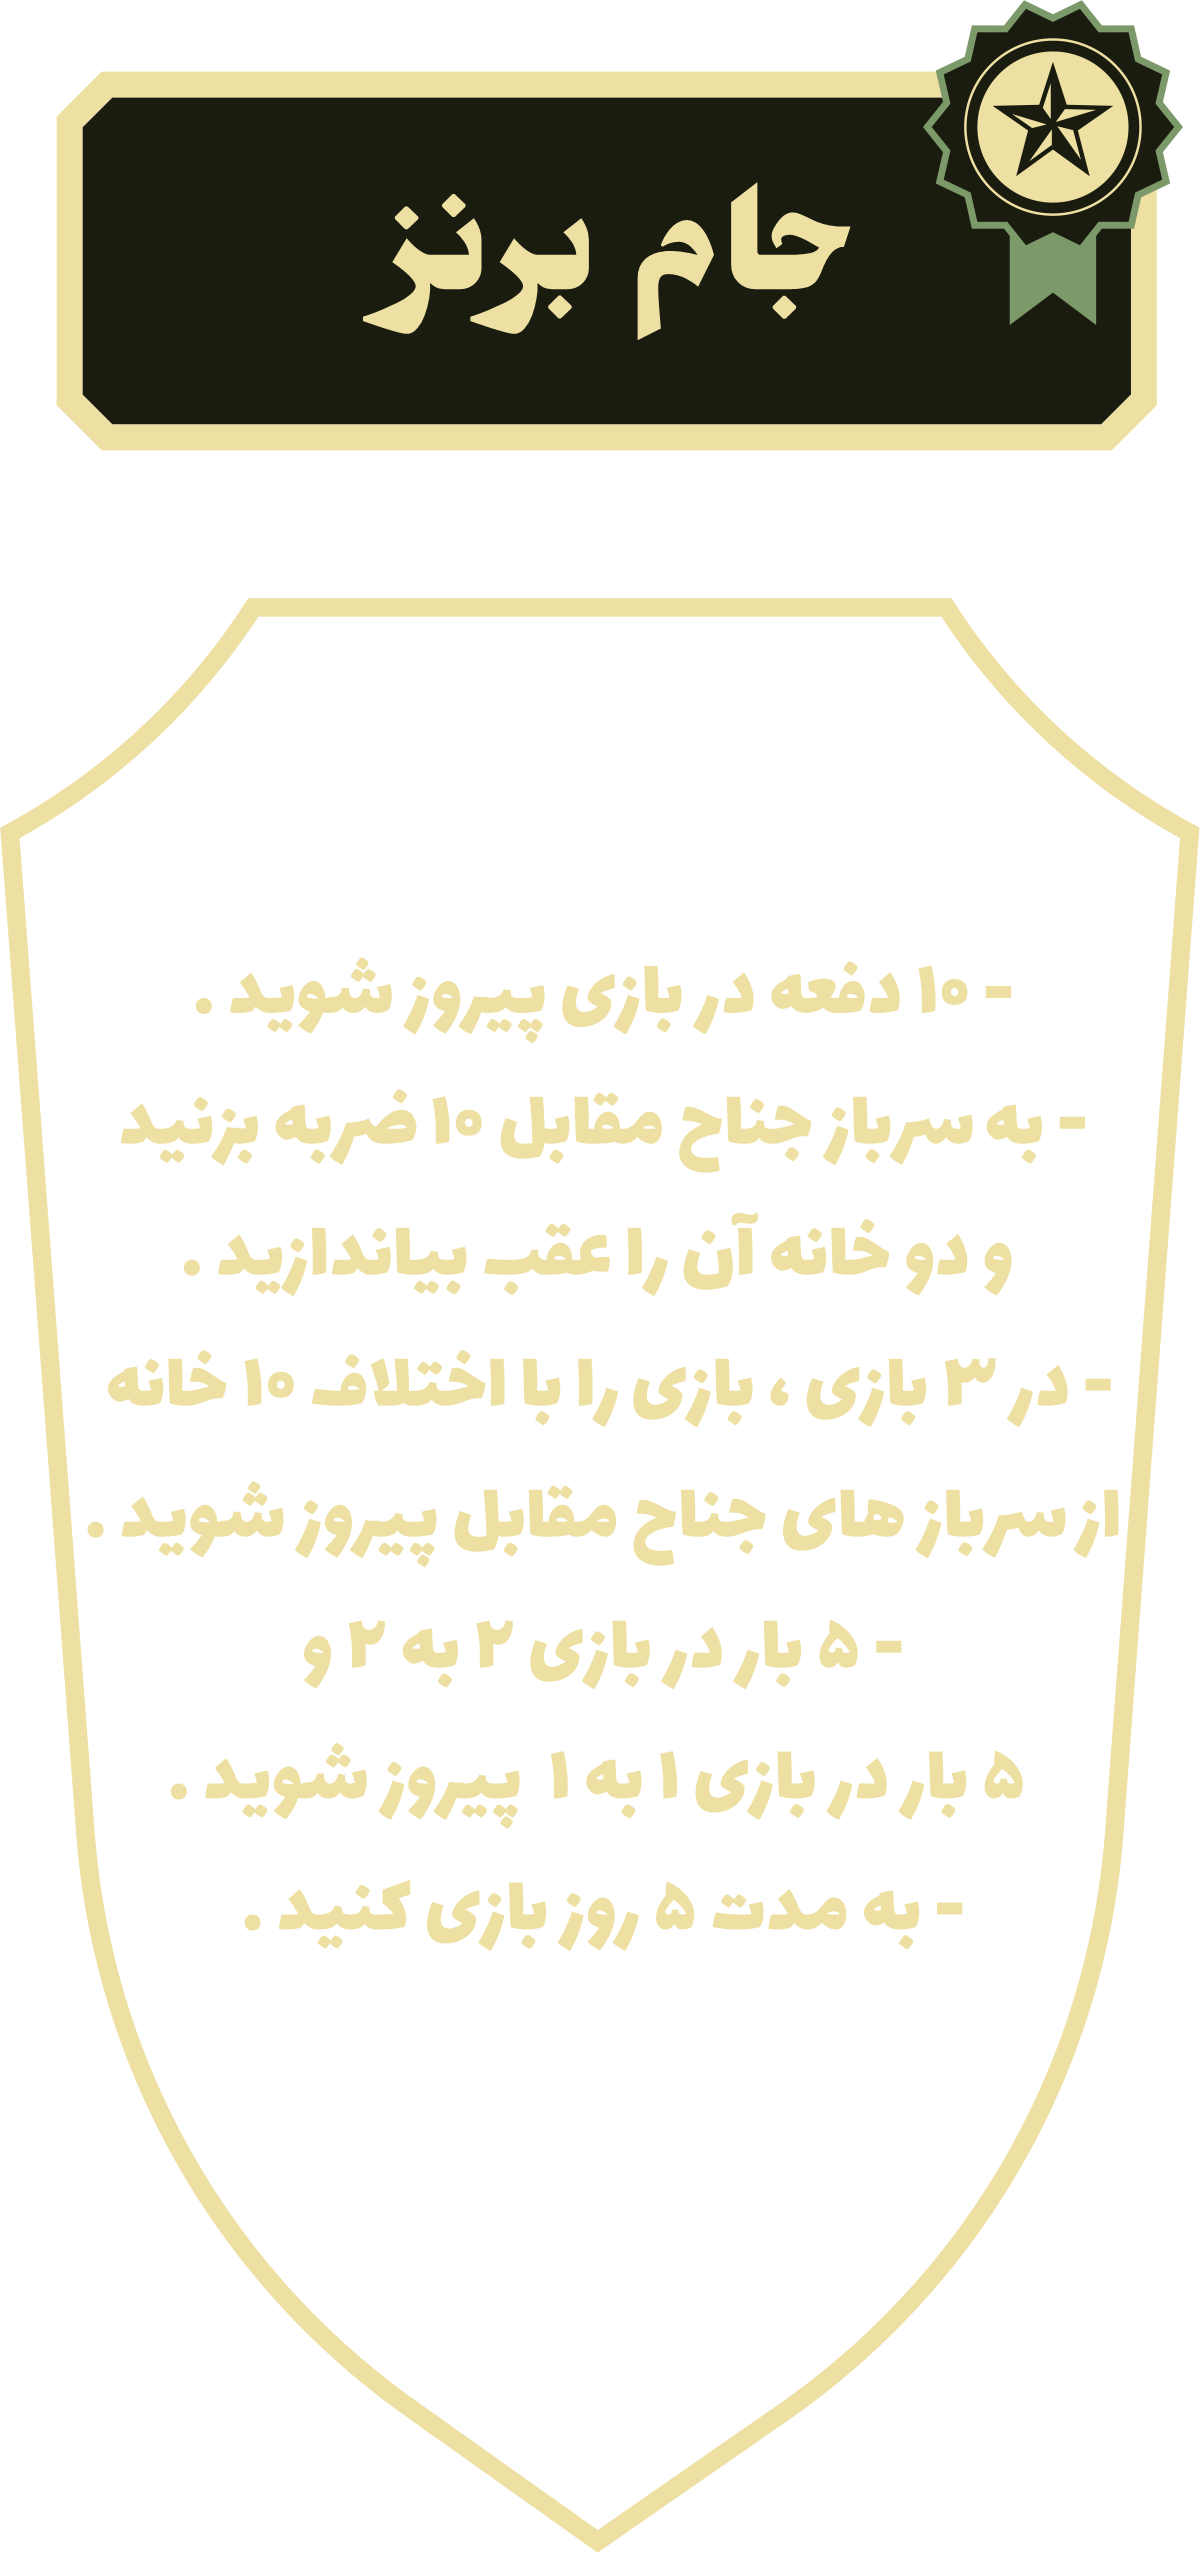 جام برنز
- ۱۰ دفعه در بازی پیروز شوید .
- به سرباز جناح مقابل ۱۰ ضربه بزنید
و دو خانه آن را عقب بیاندازید .
- در ۳ بازی ، بازی را با اختلاف ۱۰ خانه
از سرباز های جناح مقابل پیروز شوید .
- ۵ بار در بازی ۲ به ۲ و
۵ بار در بازی ۱ به ۱ پیروز شوید .
- به مدت ۵ روز بازی کنید .